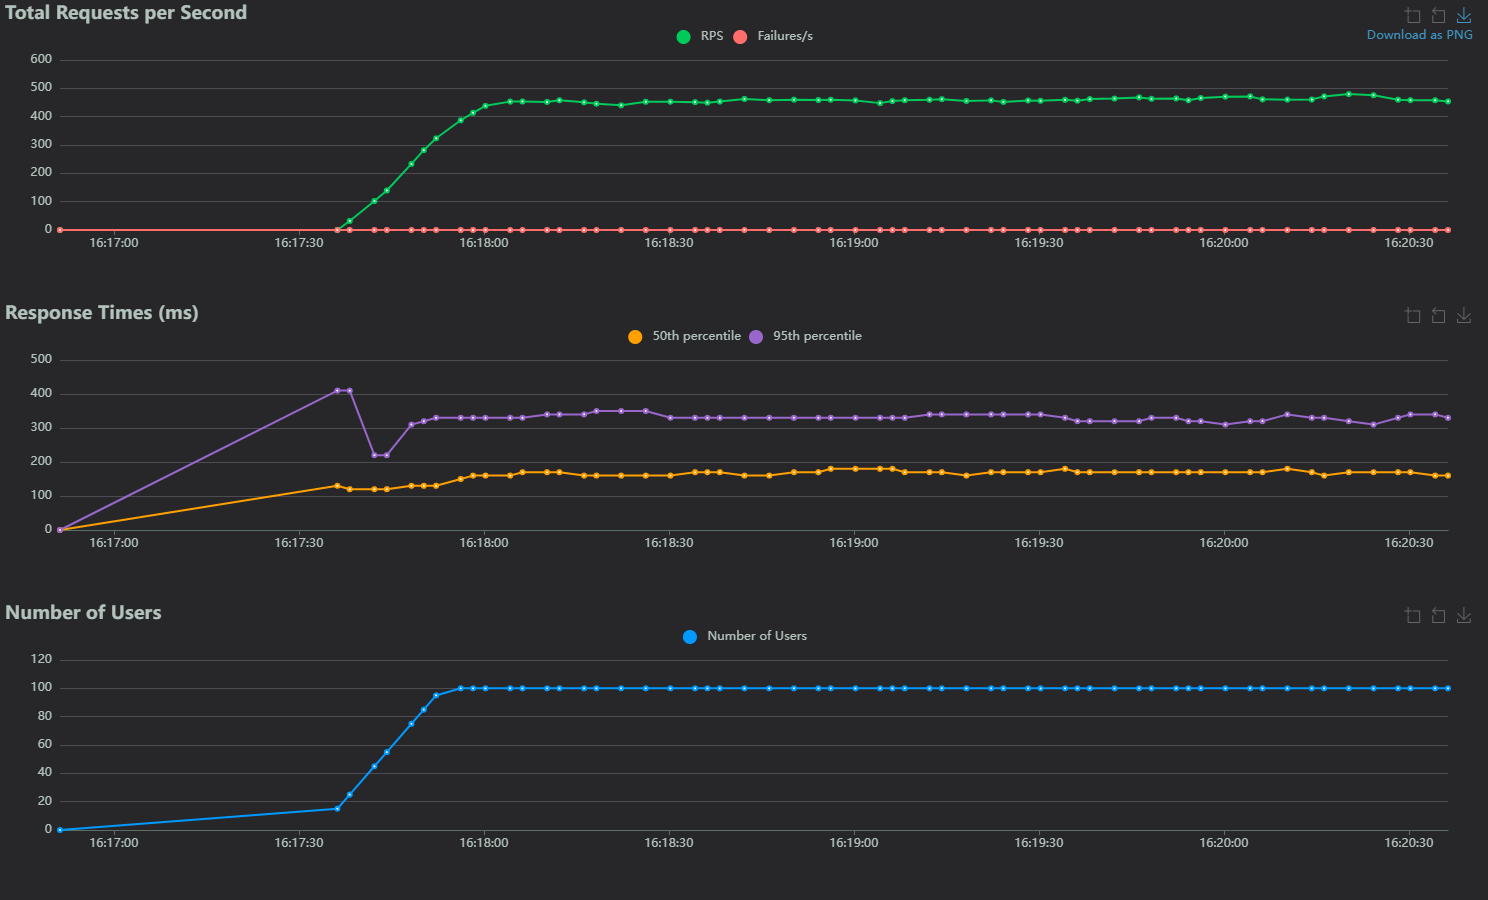 Total Requests per Second
RPS Failures/s
Download as PNG
600
500
400
300
200
100
0
16:17:00 16:17:30 16:18:00 16:18:30 16:19:00 16:19:30 16:20:00 16:20:30
Response Times (ms)
50th percentile 95th percentile
500
400
300
200
100
0
16:17:00 16:17:30 16:18:00 16:18:30 16:19:00 16:19:30 16:20:00 16:20:30
Number of Users
Number of Users
120
100
80
60
40
20
0
16:17:00 16:17:30 16:18:00 16:18:30 16:19:00 16:19:30 16:20:00 16:20:30